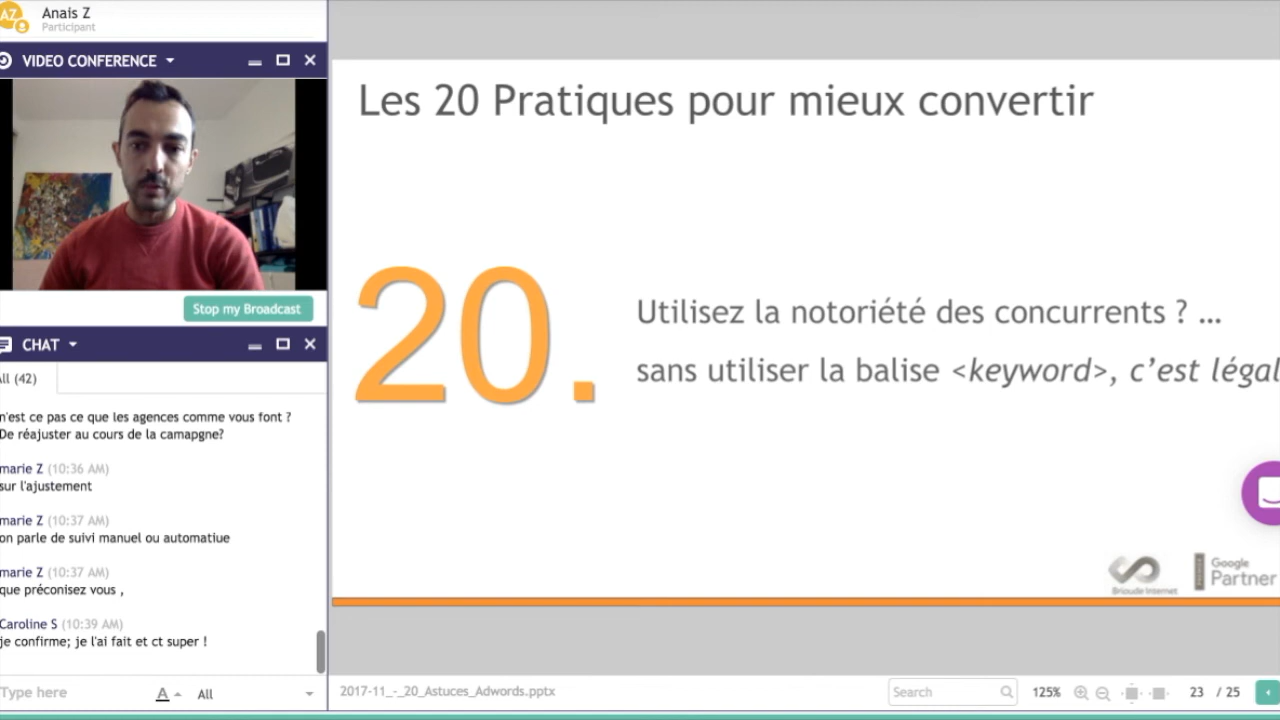 AZ
Anais Z
Participant
VIDEO CONFERENCE
Stop my Broadcast
CHAT
All (42)
n'est ce pas ce que les agences comme vous font ?
De réajuster au cours de la camapgne?
marie Z (10:36 AM)
sur l'ajustement
marie Z (10:37 AM)
on parle de suivi manuel ou automatiue
marie Z (10:37 AM)
que préconisez vous ,
Caroline S (10:39 AM)
je confirme; je l'ai fait et ct super !
Type here
A
All
Les 20 Pratiques pour mieux convertir
20.
Utilisez la notoriété des concurrents ? …
sans utiliser la balise <keyword>, c’est légal
Brioude Internet
Google
Partner
2017-11_-_20_Astuces_Adwords.pptx
Search
125%
23 / 25